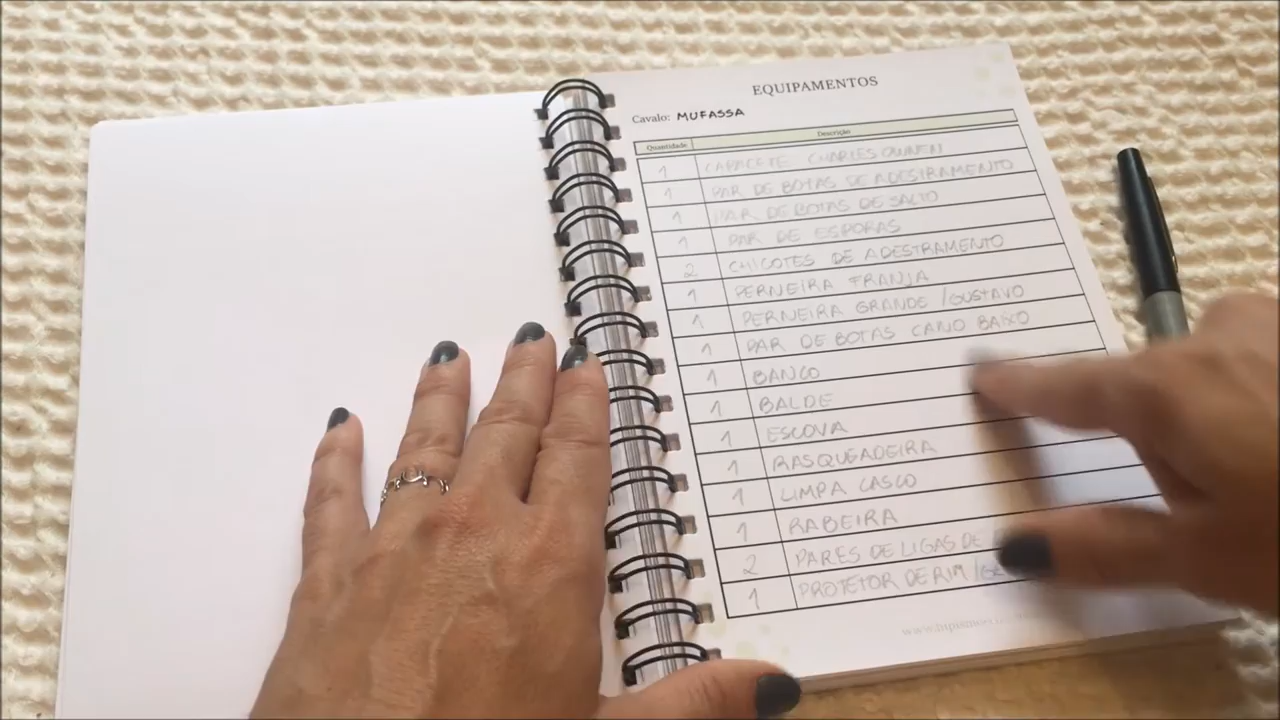 EQUIPAMENTOS
Cavalo: MUFASSA
Quantidade Descrição
1 CAPACETE CHARLES OWEN
1 PAR DE BOTAS DE ADESTRAMENTO
1 PAR DE BOTAS DE SALTO
1 PAR DE ESPORAS
2 CHICOTES DE ADESTRAMENTO
1 PERNEIRA FRANJA
1 PERNEIRA GRANDE /GUSTAVO
1 PAR DE BOTAS CANO BAIXO
1 BANCO
1 BALDE
1 ESCOVA
1 RASQUEADEIRA
1 LIMPA CASCO
1 RABEIRA
2 PARES DE LIGAS DE
1 PROTETOR DE RIM